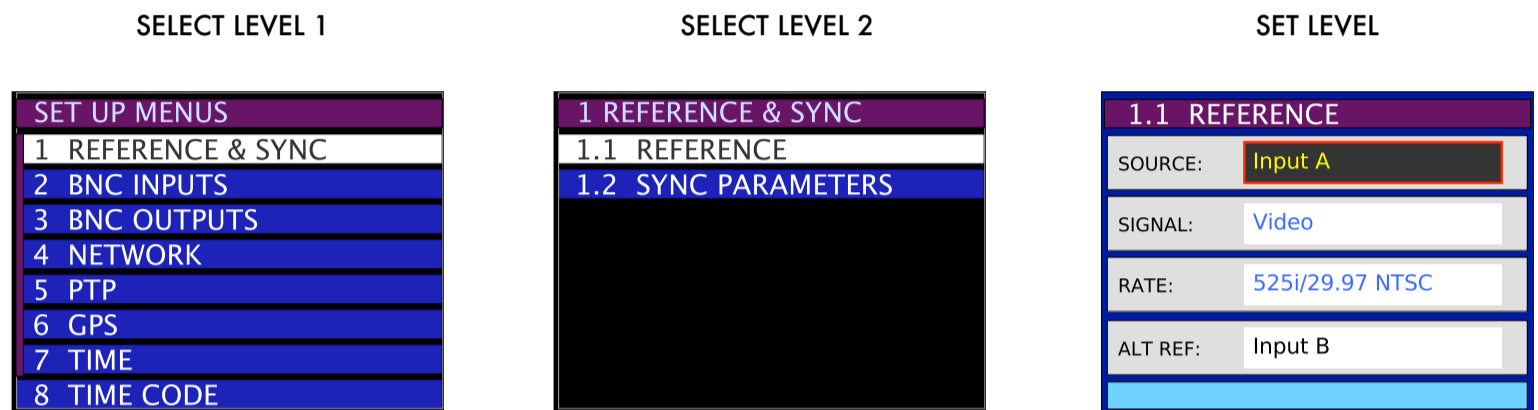 SELECT LEVEL 1
SET UP MENUS
1 REFERENCE & SYNC
2 BNC INPUTS
3 BNC OUTPUTS
4 NETWORK
5 PTP
6 GPS
7 TIME
8 TIME CODE
SELECT LEVEL 2
1 REFERENCE & SYNC
1.1 REFERENCE
1.2 SYNC PARAMETERS
SET LEVEL
1.1 REFERENCE
SOURCE: Input A
SIGNAL: Video
RATE: 525i/29.97 NTSC
ALT REF: Input B